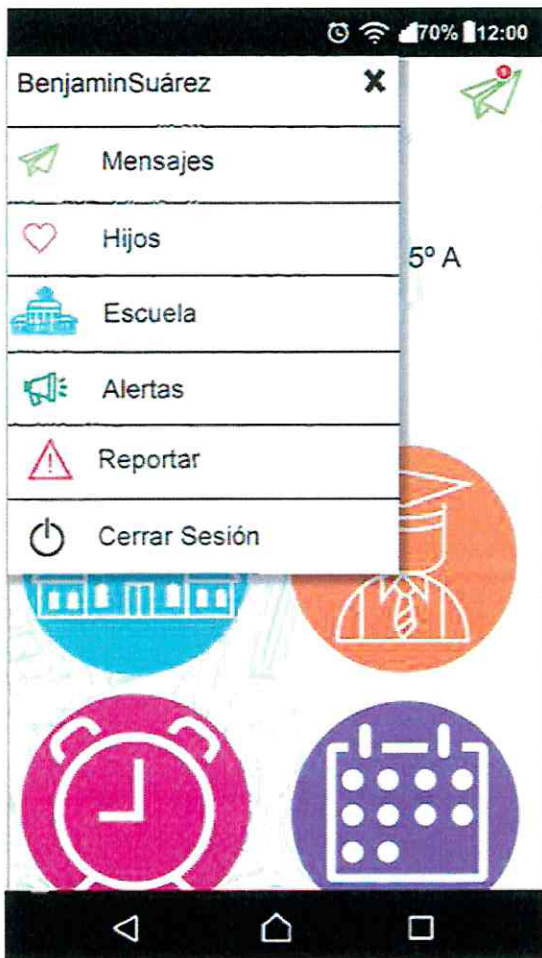 70% 12:00
BenjaminSuárez
Mensajes
Hijos
5º A
Escuela
Alertas
Reportar
Cerrar Sesión